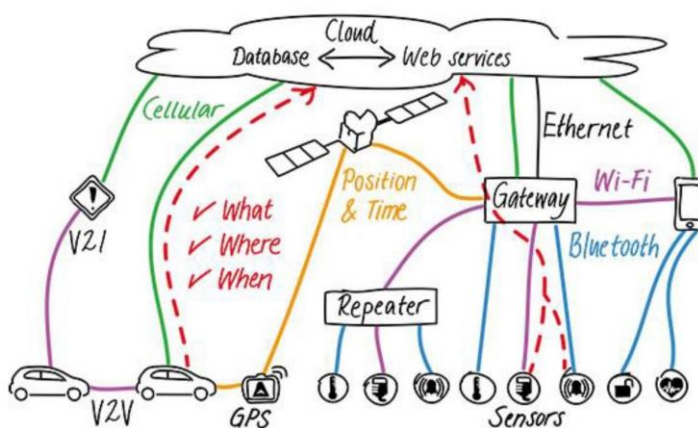 Cloud
Database
Web services
Cellular
Ethernet
Position
& Time
Wi-Fi
Gateway
✓ What
✓ Where
✓ When
V2I
Bluetooth
Repeater
V2V
GPS
Sensors